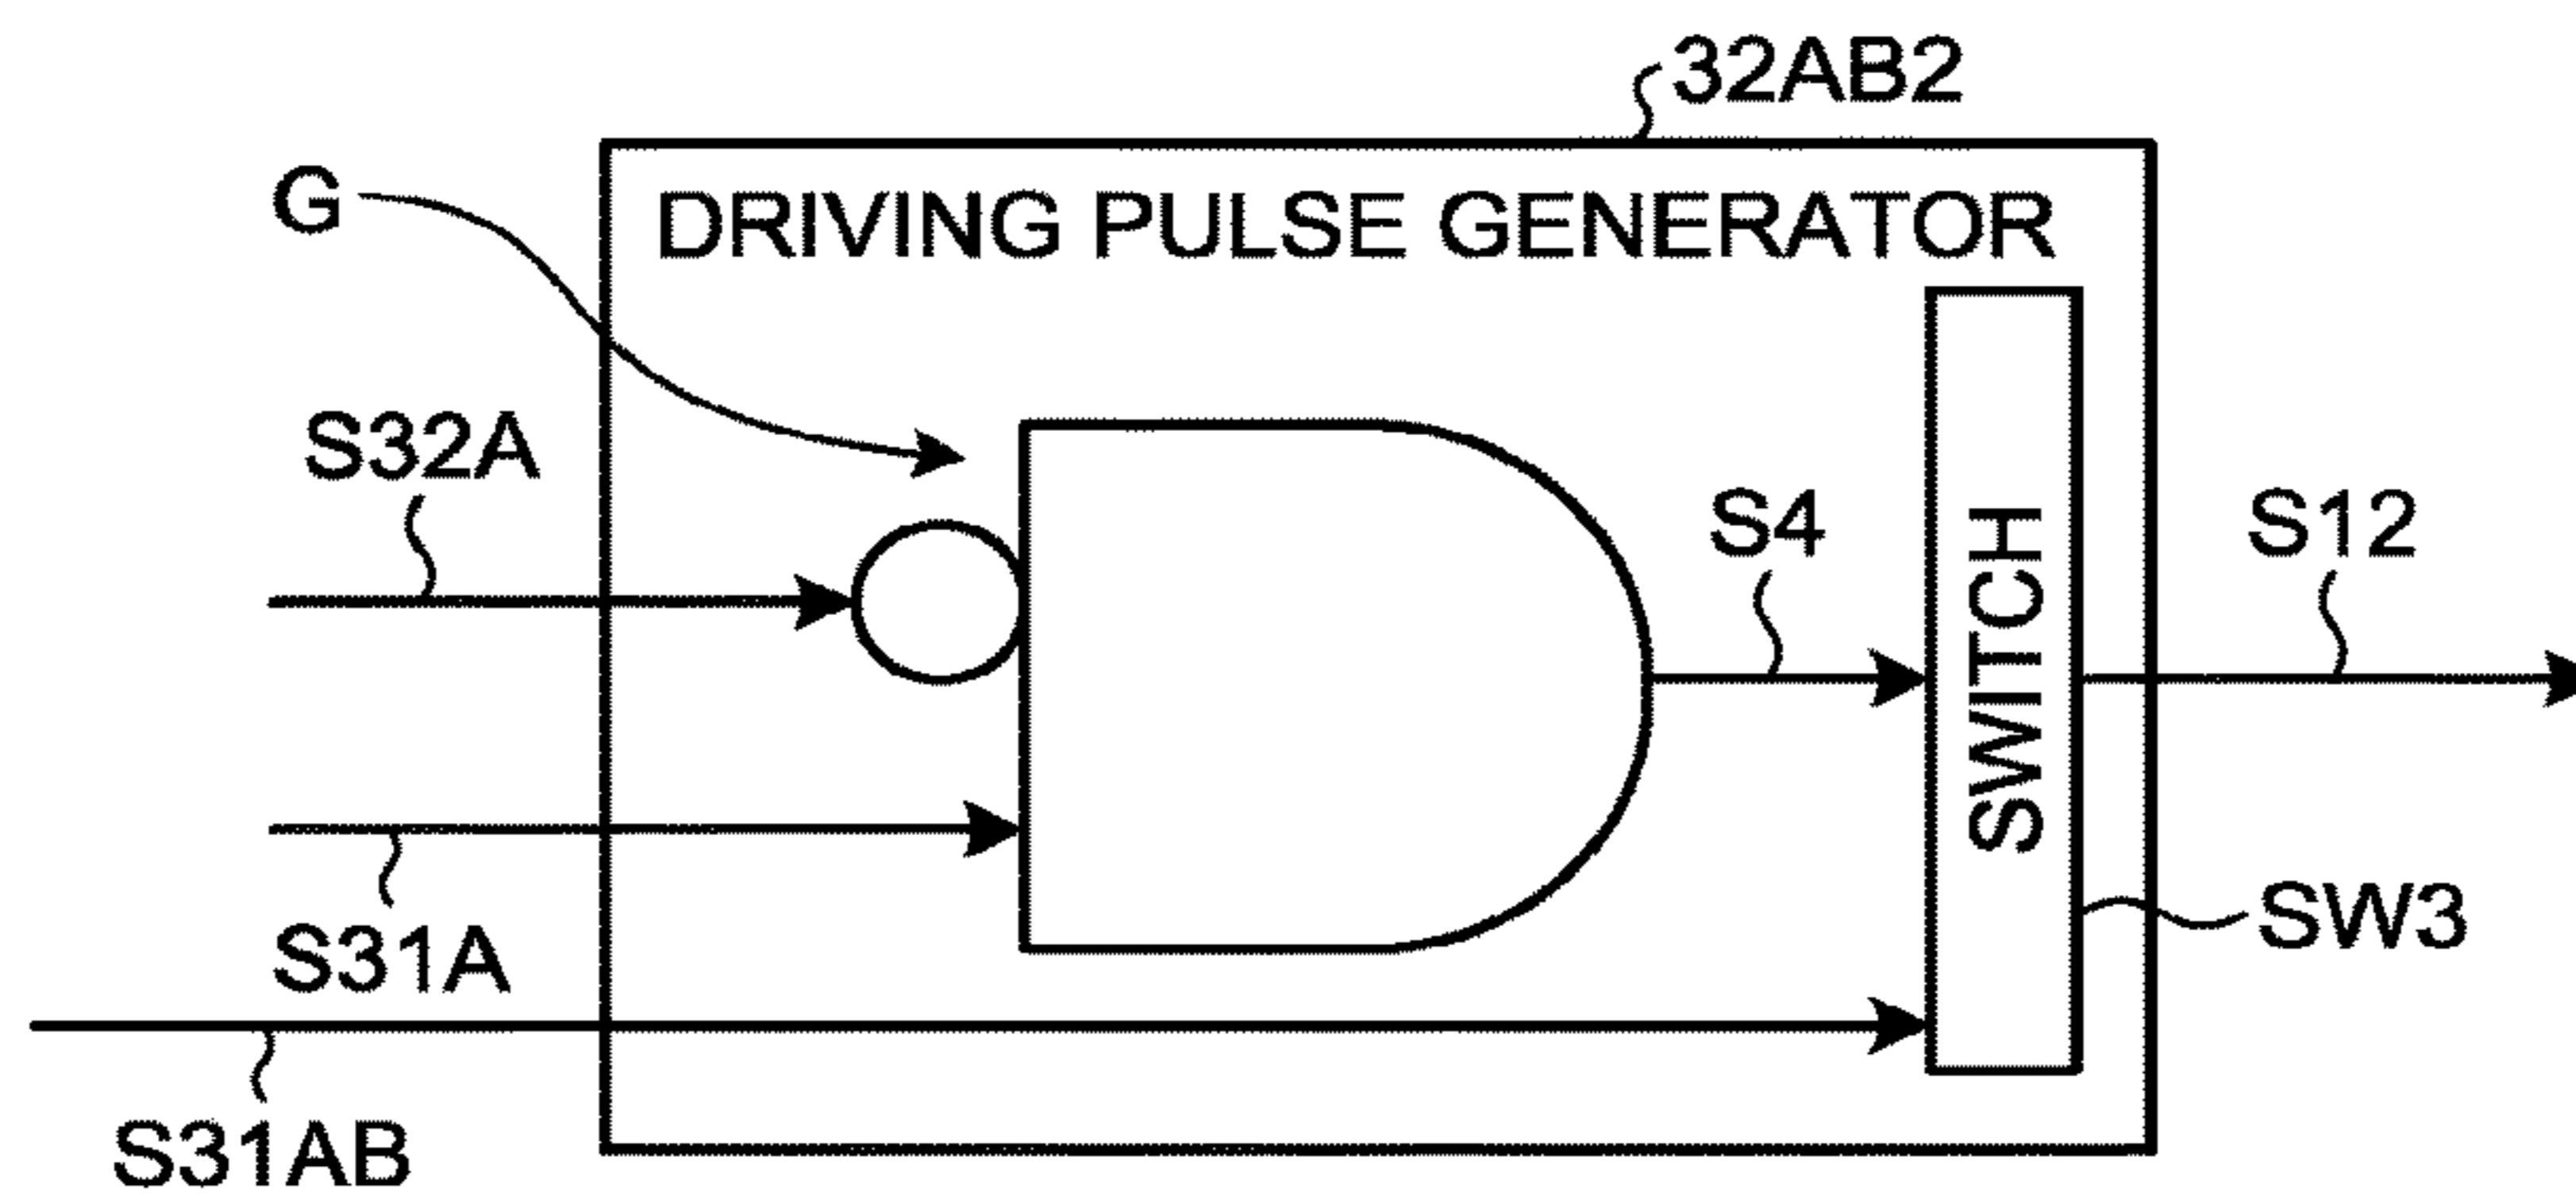 32AB2
G
DRIVING PULSE GENERATOR
S32A
S4
SWITCH
S12
S31A
SW3
S31AB